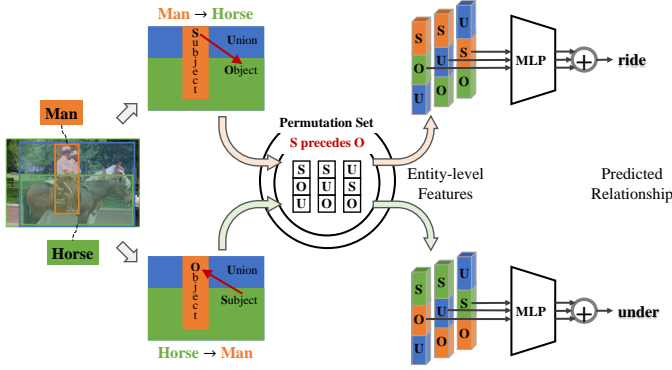 Man → Horse
Subject
Union
Object
Man
Horse
Object
Union
Subject
Horse → Man
Permutation Set
S precedes O
S S U
O U S
U O O
Entity-level
Features
Predicted
Relationship
S
O
U
S
U
O
U
S
O
MLP
+
ride
S
O
U
S
U
O
U
S
O
MLP
+
under